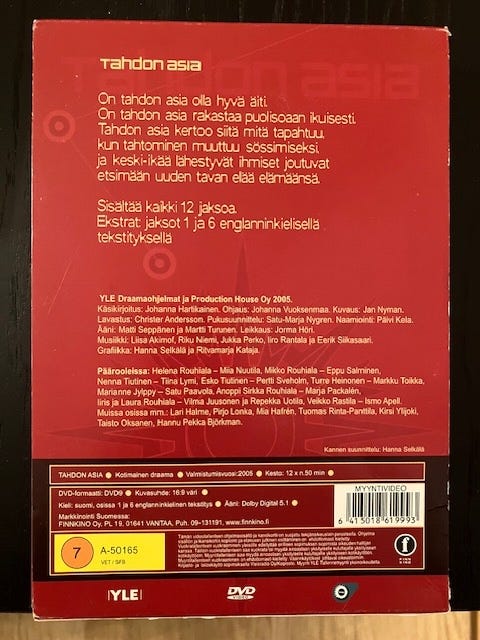 Tahdon asia
On tahdon asia olla hyvä äiti.
On tahdon asia rakastaa puolisoaan ikuisesti.
Tahdon asia kertoo siitä mitä tapahtuu,
kun tahtominen muuttuu sössimiseksi
ja keski-ikää lähestyvät ihmiset joutuvat
etsimään uuden tavan elää elämäänsä.
Sisältää kaikki 12 jaksoa.
Ekstrat: jaksot 1 ja 6 englanninkielisellä
tekstityksellä
YLE Draamaohjelmat ja Production House Oy 2005.
Käsikirjoitus: Johanna Hartikainen. Ohjaus: Johanna Vuoksenmaa. Kuvaus: Jan Nyman.
Lavastus: Christer Andersson. Pukusuunnittelu: Satu-Marja Nygren. Naamiointi: Päivi Kela.
Ääni: Matti Seppänen ja Martti Turunen. Leikkaus: Jorma Höri.
Musiikki: Liisa Akimof, Riku Niemi, Jukka Perko, Iiro Rantala ja Eerik Siikasaari.
Grafiikka: Hanna Selkälä ja Ritvamarja Kataja.
Päärooleissa: Helena Rouhiala – Miia Nuutila, Mikko Rouhiala – Eppu Salminen,
Nenna Tiutinen – Tiina Lymi, Esko Tiutinen – Pertti Sveholm, Turre Heinonen – Markku Toikka,
Marianne Jylppy – Satu Paavola, Anoppi Sirkka Rouhiala – Marja Packalén,
Iiris ja Laura Rouhiala – Vilma Juusonen ja Repekka Uotila, Veikko Rastila – Ismo Apell.
Muissa osissa mm.: Lari Halme, Pirjo Lonka, Mia Hafrén, Tuomas Rinta-Panttila, Kirsi Ylijoki,
Taisto Oksanen, Hannu Pekka Björkman.
Kannen suunnittelu: Hanna Selkälä
TAHDON ASIA • Kotimainen draama • Valmistumisvuosi: 2005 • Kesto: 12 x n.50 min •
DVD-formaatti: DVD9 • Kuvasuhde: 16:9 väri •
Kieli: suomi, osissa 1 ja 6 englanninkielinen tekstitys • Ääni: Dolby Digital 5.1 •
Markkinointi Suomessa:
FINNKINO Oy, PL 19, 01641 VANTAA, Puh. 09-131191, www.finnkino.fi
MYYNTIVIDEO
6 415018 619993
7
A-50165
VET / SFB
YLE
DVD
VIDEO